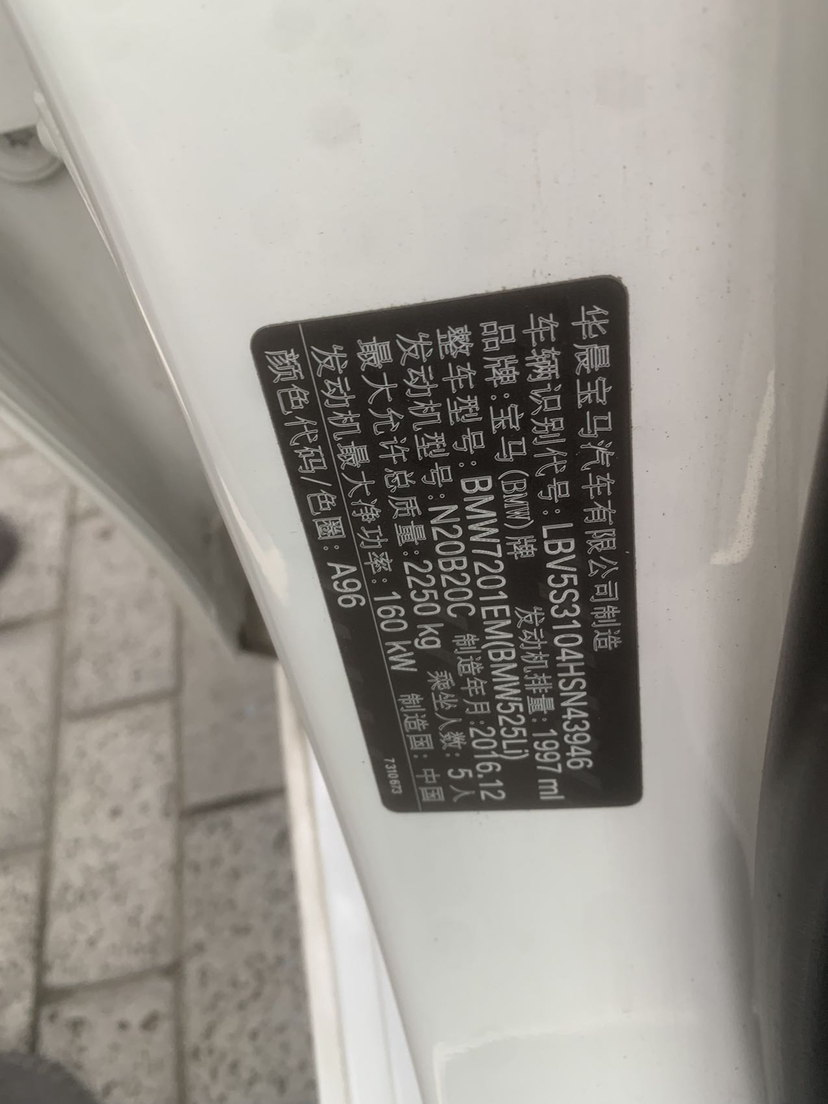 华晨宝马汽车有限公司制造
车辆识别代号: LBV5S3104HSN43946
品牌: 宝马(BMW)牌 发动机排量: 1997 ml
整车型号: BMW7201EM(BMW525Li)
发动机型号: N20B20C 制造年月: 2016.12
最大允许总质量: 2250 kg 乘坐人数: 5 人
发动机最大净功率: 160 kW 制造国: 中国
颜色代码/色圈: A96 7 310 673